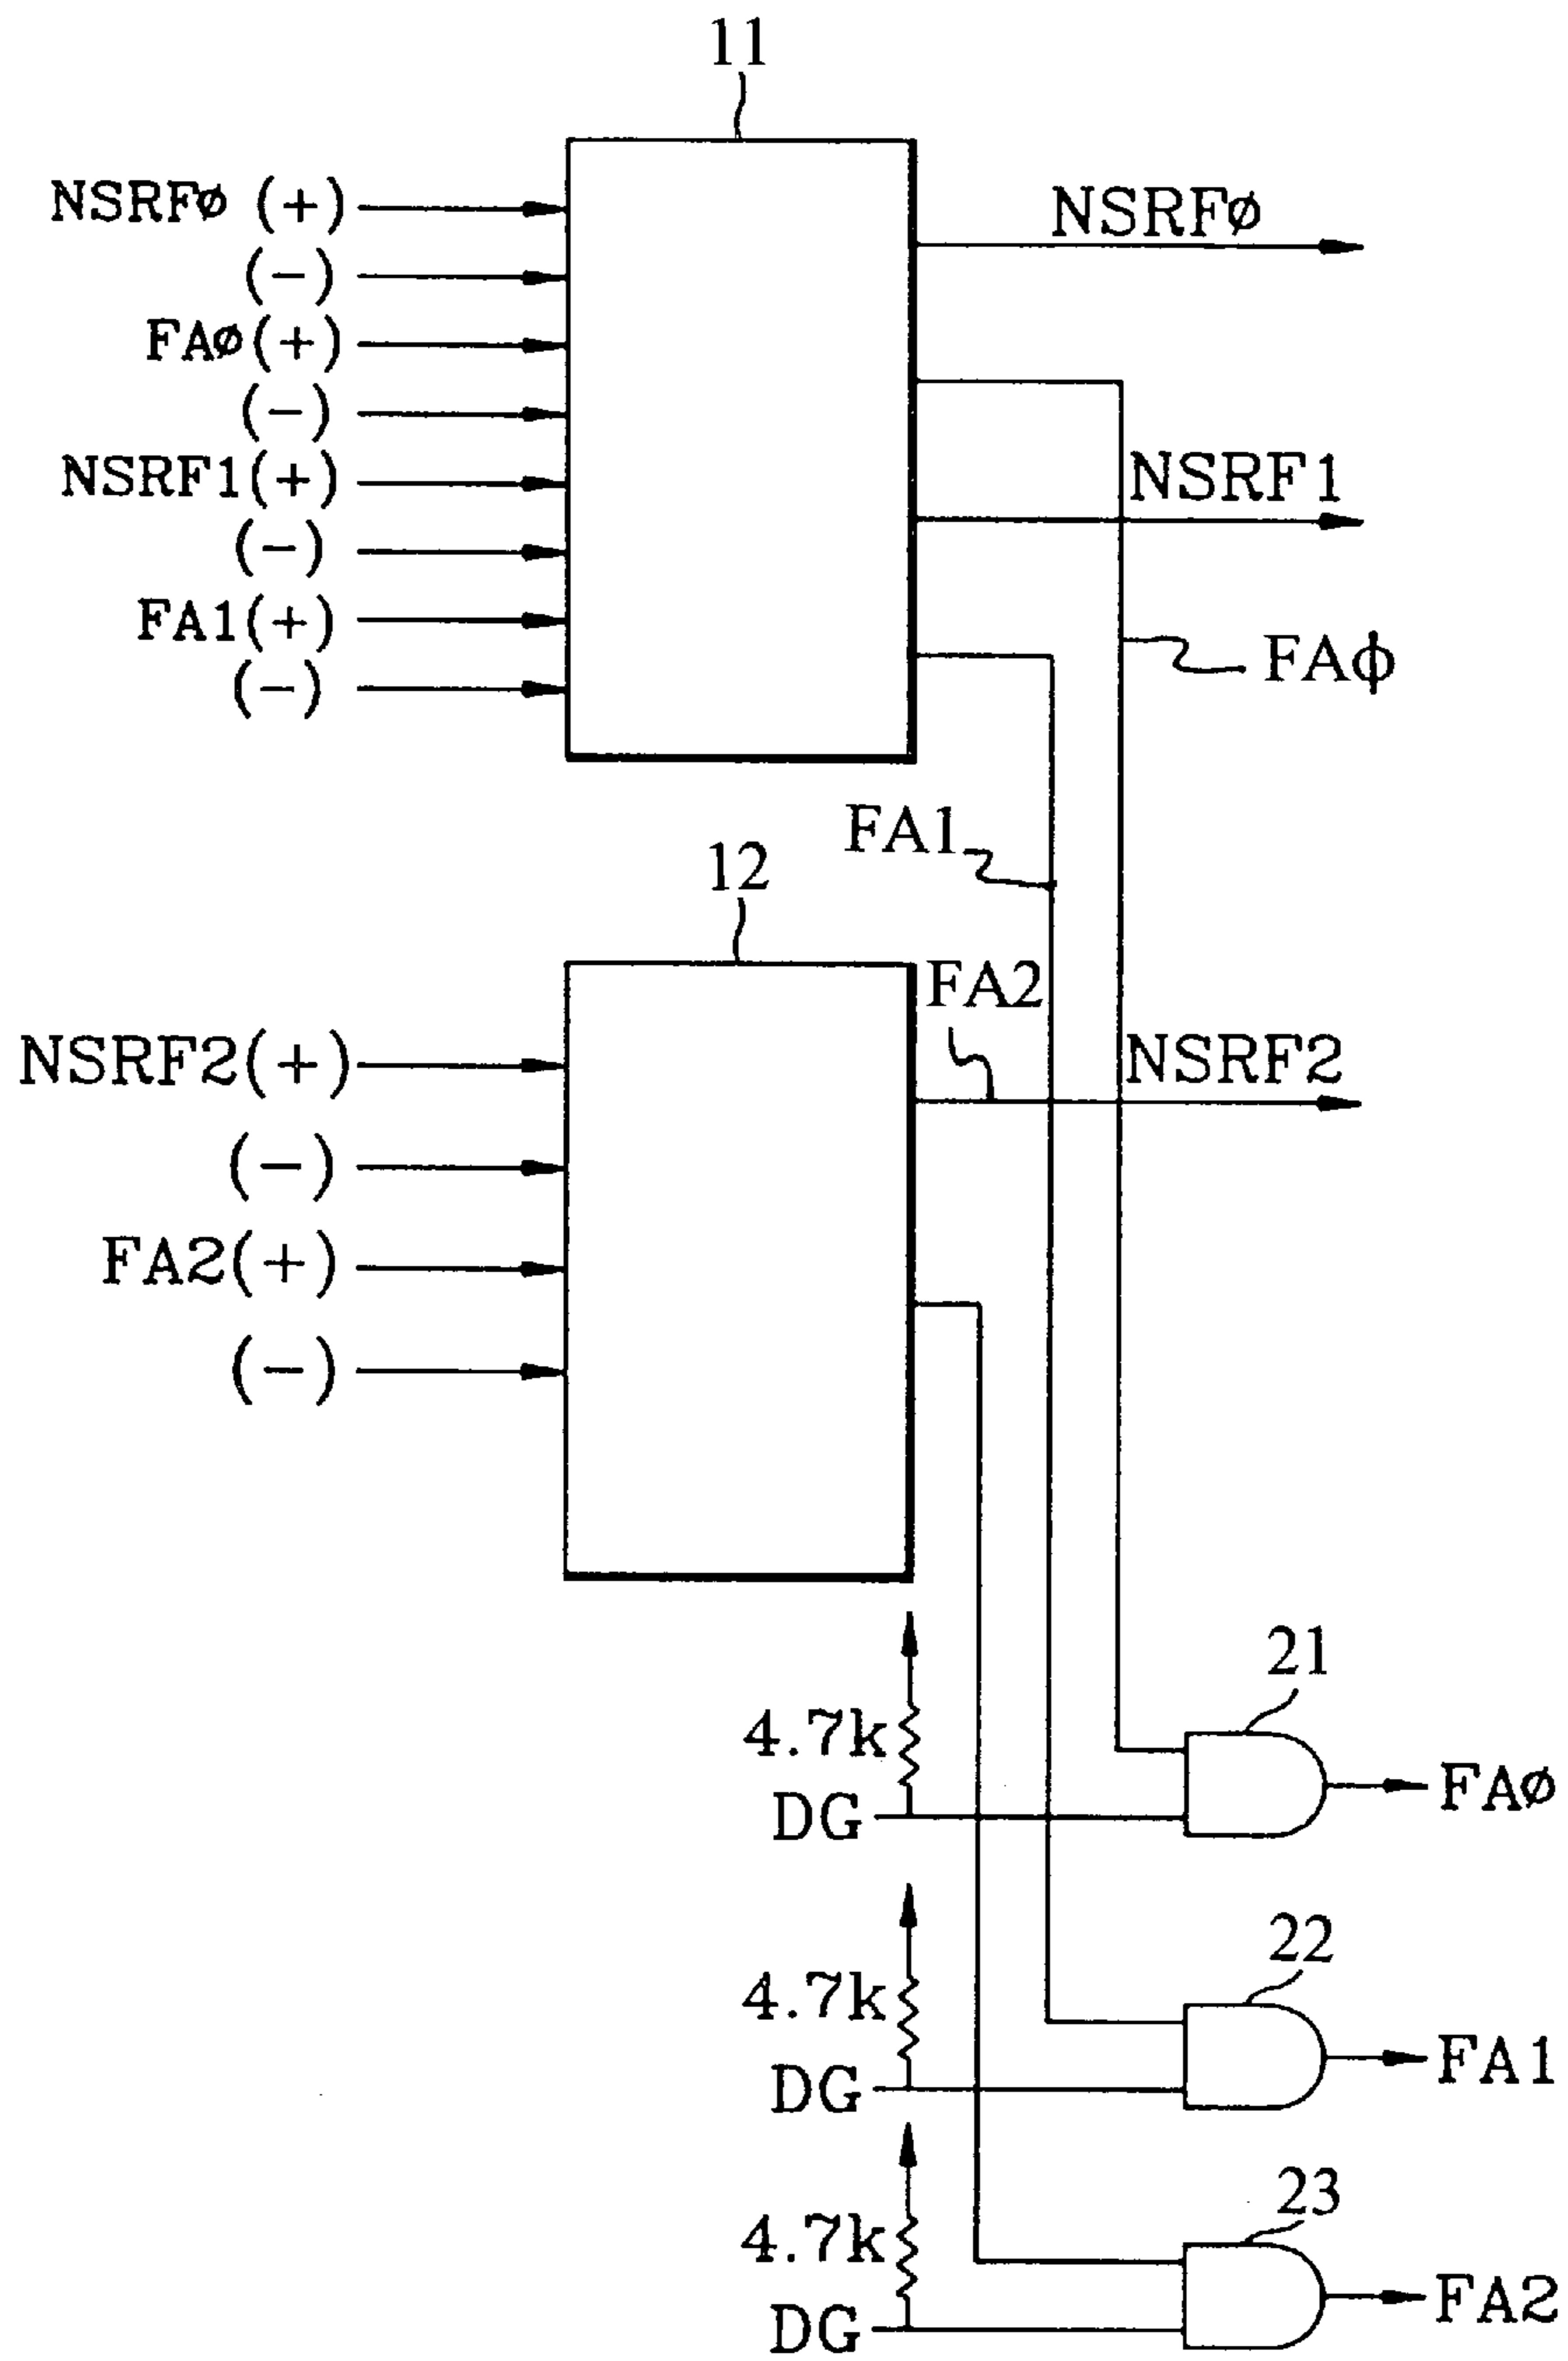 11
NSRFø (+)
(-)
FAø(+)
(-)
NSRF1(+)
(-)
FA1(+)
(-)
NSRFø
NSRF1
FAϕ
FA1
12
FA2
NSRF2
NSRF2(+)
(-)
FA2(+)
(-)
21
4.7k
DG
FAø
22
4.7k
DG
FA1
23
4.7k
DG
FA2